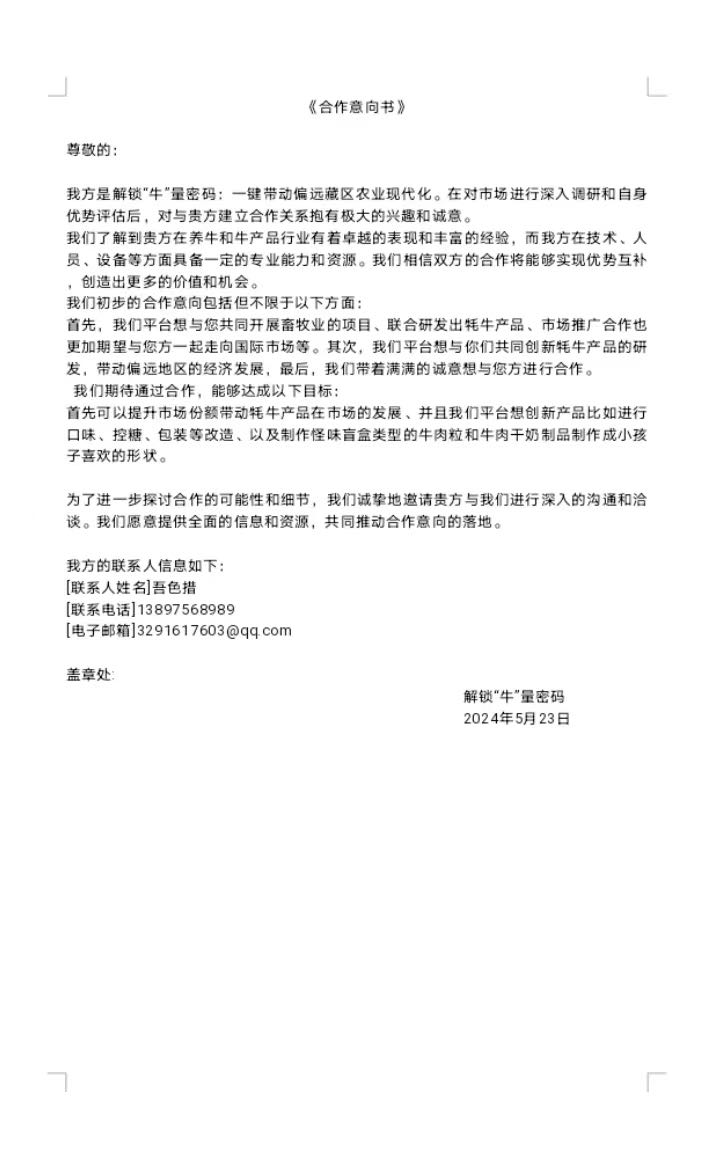 《合作意向书》
尊敬的：
我方是解锁“牛”量密码：一键带动偏远藏区农业现代化。在对市场进行深入调研和自身
优势评估后，对与贵方建立合作关系抱有极大的兴趣和诚意。
我们了解到贵方在养牛和牛产品行业有着卓越的表现和丰富的经验，而我方在技术、人
员、设备等方面具备一定的专业能力和资源。我们相信双方的合作将能够实现优势互补
，创造出更多的价值和机会。
我们初步的合作意向包括但不限于以下方面：
首先，我们平台想与您共同开展畜牧业的项目、联合研发出牦牛产品、市场推广合作也
更加期望与您方一起走向国际市场等。其次，我们平台想与你们共同创新牦牛产品的研
发，带动偏远地区的经济发展，最后，我们带着满满的诚意想与您方进行合作。
我们期待通过合作，能够达成以下目标：
首先可以提升市场份额带动牦牛产品在市场的发展、并且我们平台想创新产品比如进行
口味、控糖、包装等改造、以及制作怪味盲盒类型的牛肉粒和牛肉干奶制品制作成小孩
子喜欢的形状。
为了进一步探讨合作的可能性和细节，我们诚挚地邀请贵方与我们进行深入的沟通和洽
谈。我们愿意提供全面的信息和资源，共同推动合作意向的落地。
我方的联系人信息如下：
[联系人姓名]吾色措
[联系电话]13897568989
[电子邮箱]3291617603@qq.com
盖章处:
解锁“牛”量密码
2024年5月23日